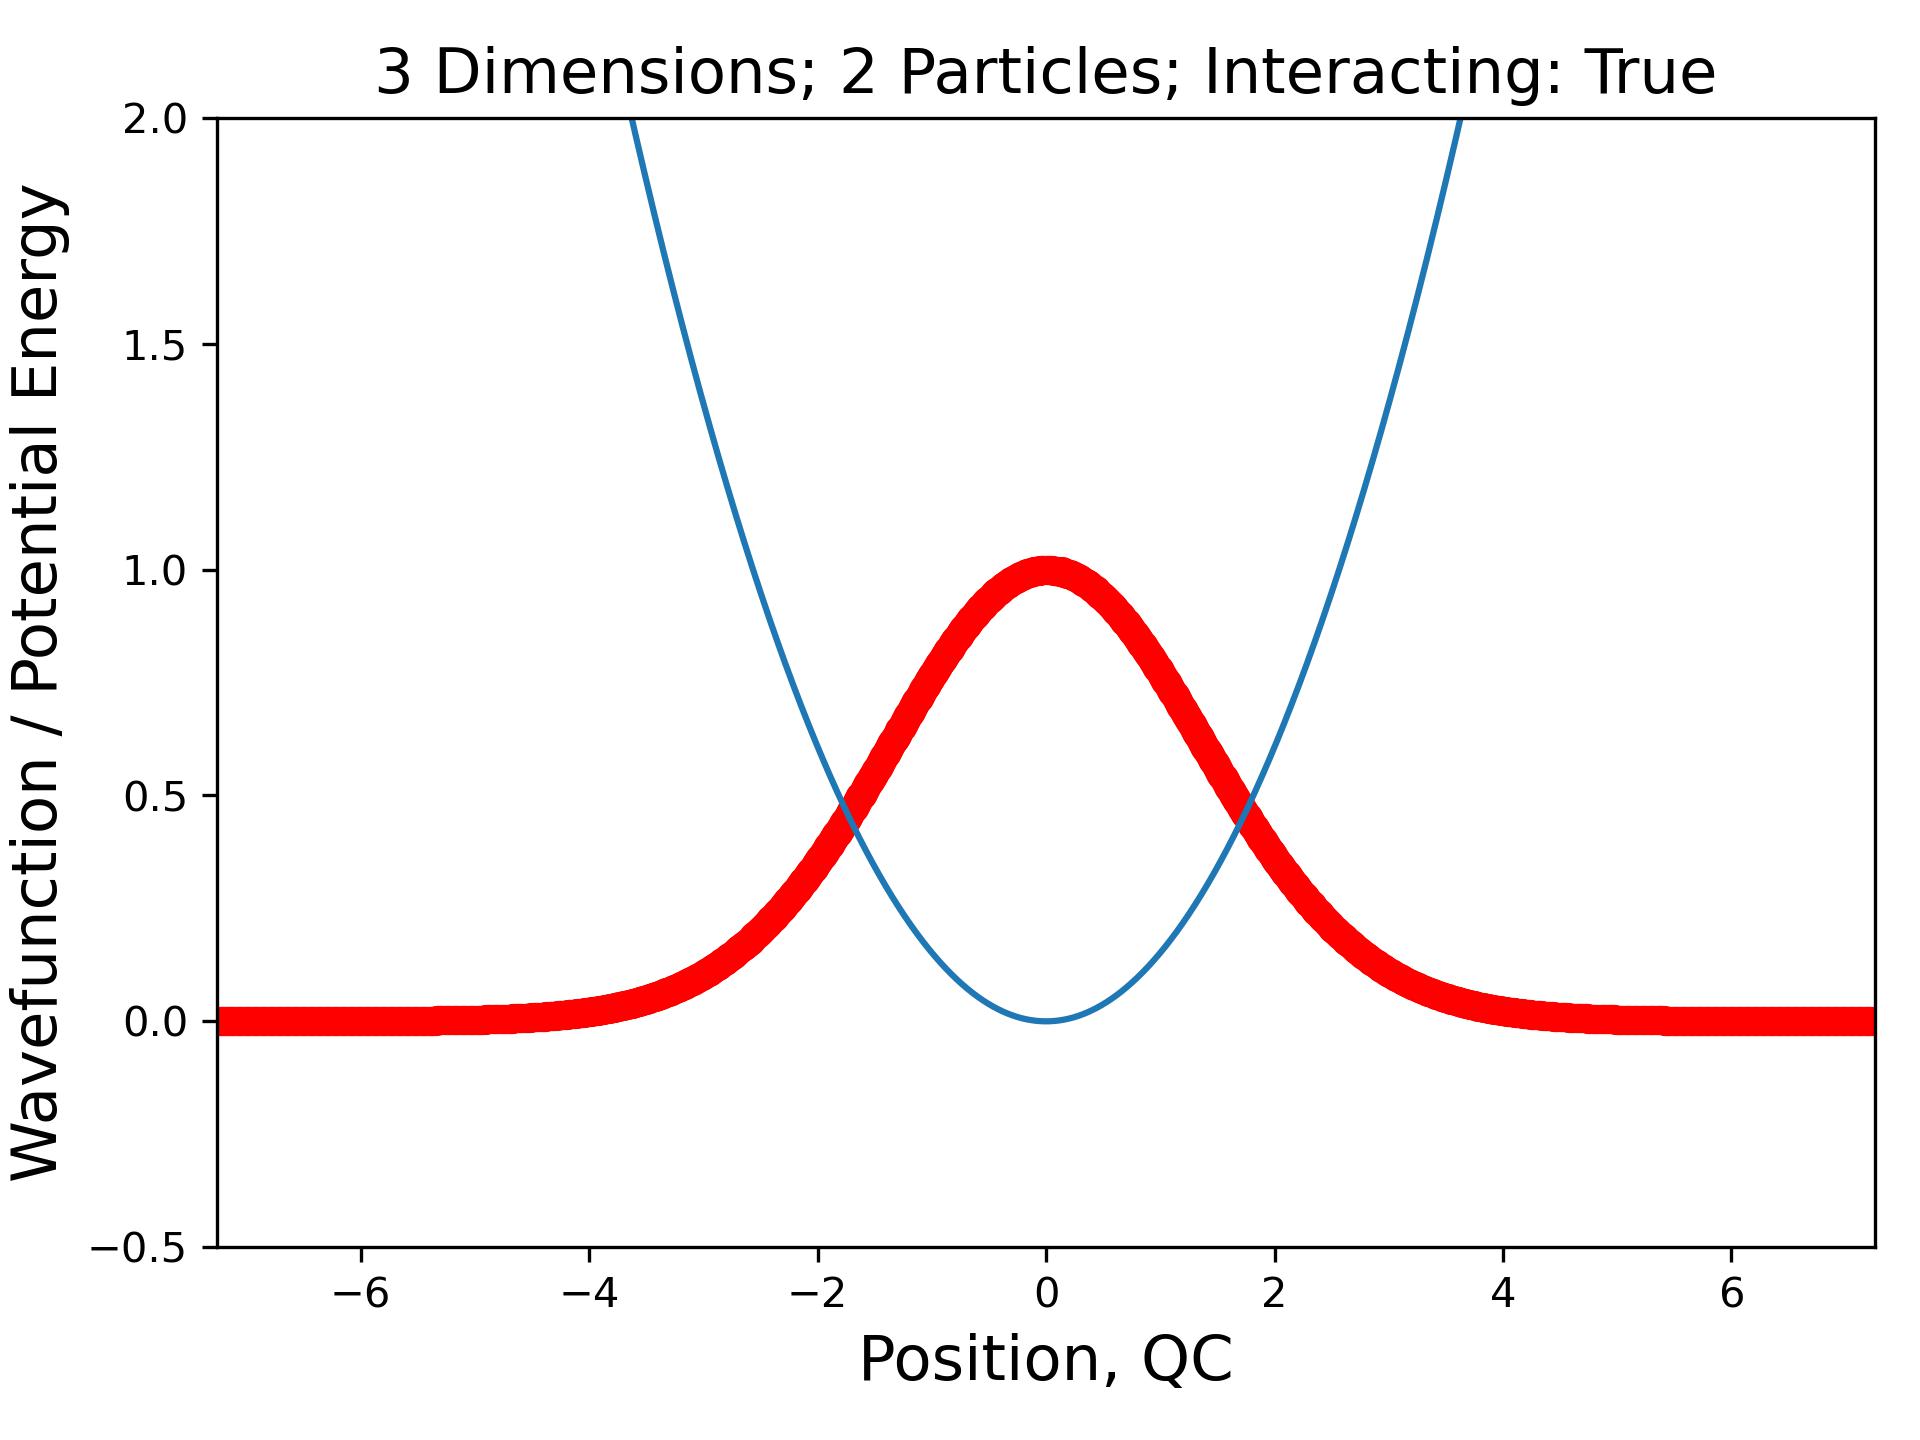 3 Dimensions; 2 Particles; Interacting: True
Wavefunction / Potential Energy
2.0
1.5
1.0
0.5
0.0
−0.5
−6 −4 −2 0 2 4 6
Position, QC